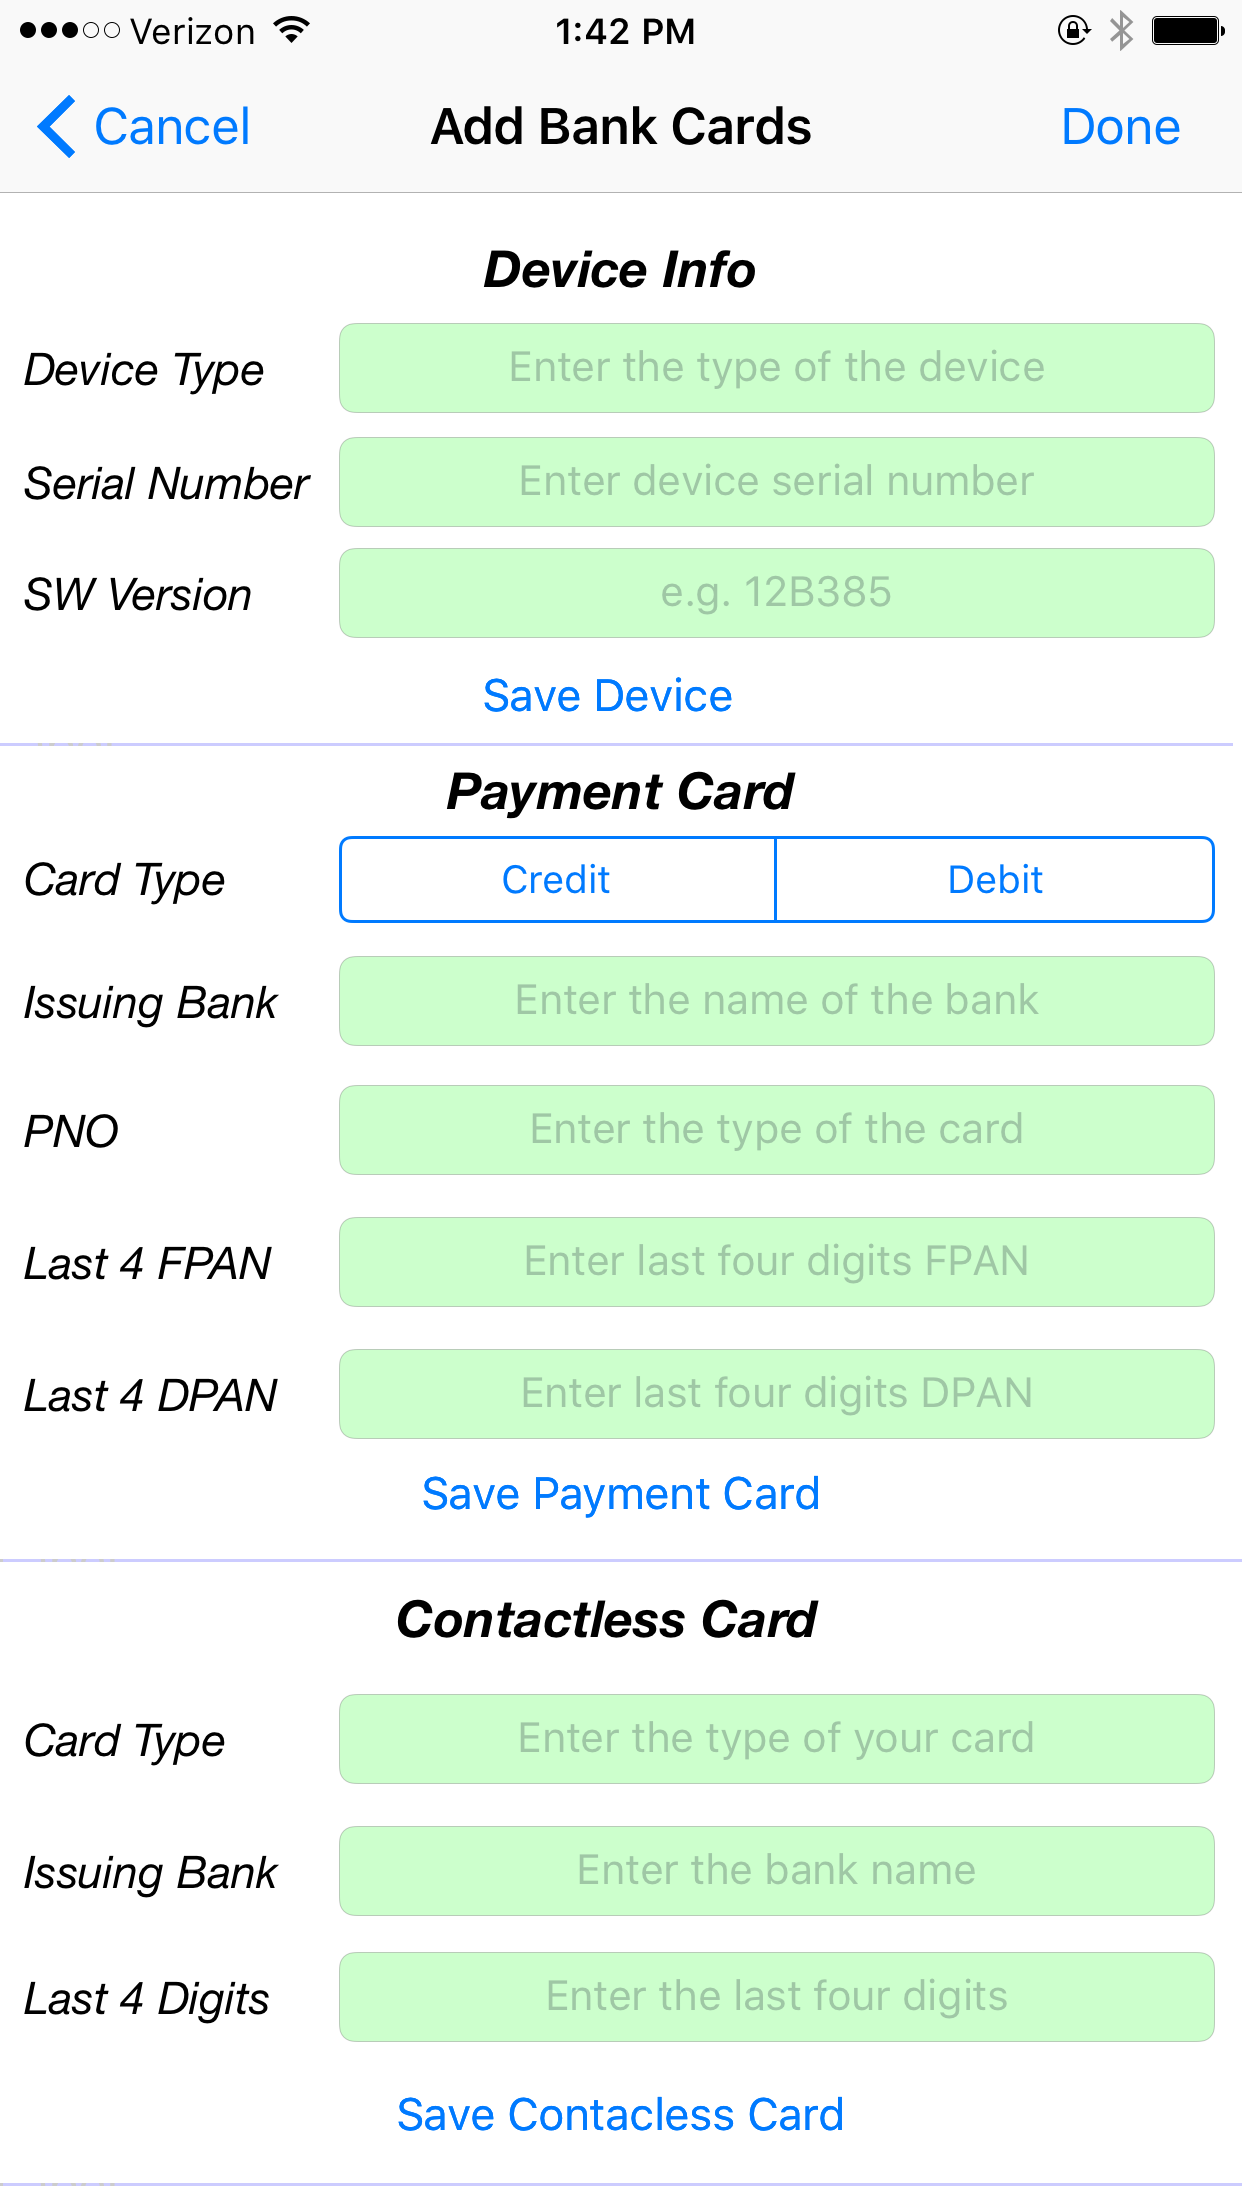 Verizon 1:42 PM
Cancel Add Bank Cards Done
Device Info
Device Type Enter the type of the device
Serial Number Enter device serial number
SW Version e.g. 12B385
Save Device
Payment Card
Card Type Credit Debit
Issuing Bank Enter the name of the bank
PNO Enter the type of the card
Last 4 FPAN Enter last four digits FPAN
Last 4 DPAN Enter last four digits DPAN
Save Payment Card
Contactless Card
Card Type Enter the type of your card
Issuing Bank Enter the bank name
Last 4 Digits Enter the last four digits
Save Contacless Card